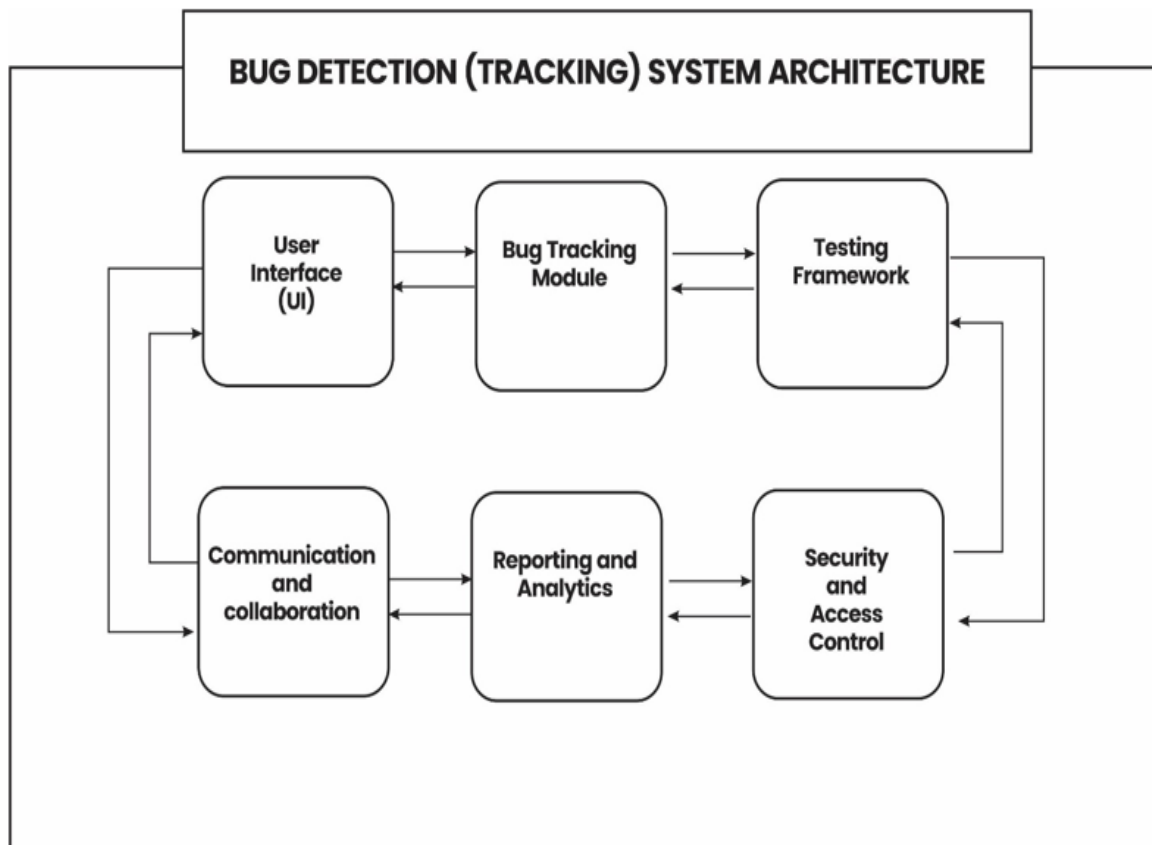 BUG DETECTION (TRACKING) SYSTEM ARCHITECTURE
User
Interface
(UI)
Bug Tracking
Module
Testing
Framework
Communication
and
collaboration
Reporting and
Analytics
Security
and
Access
Control